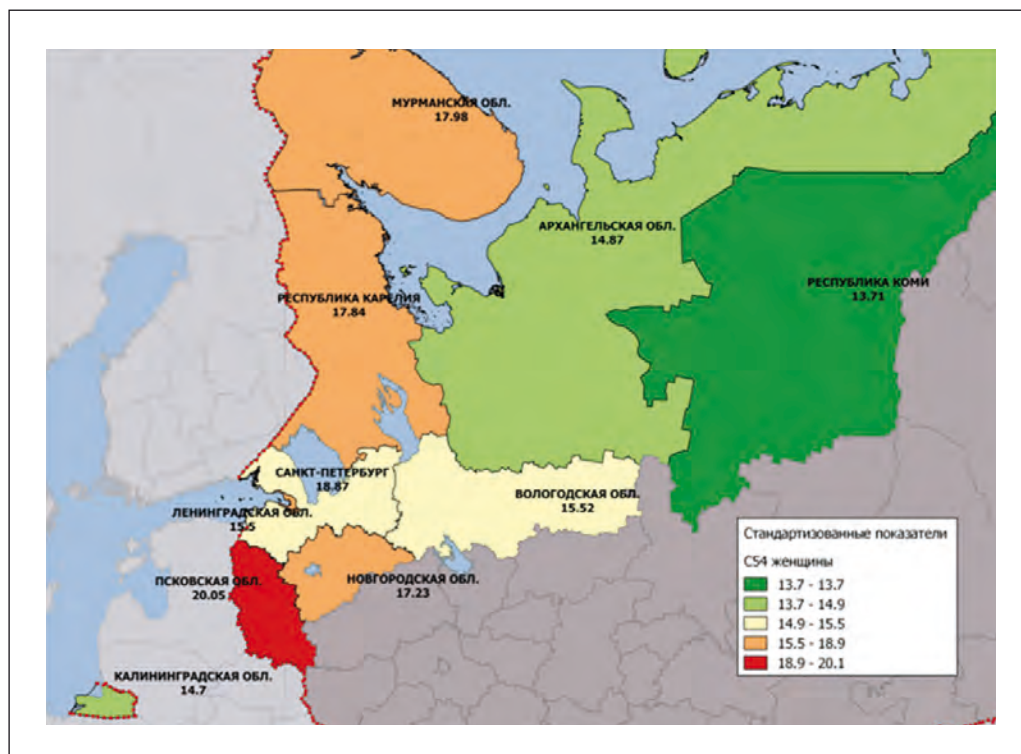 МУРМАНСКАЯ ОБЛ.
17.98
АРХАНГЕЛЬСКАЯ ОБЛ.
14.87
РЕСПУБЛИКА КОМИ
13.71
РЕСПУБЛИКА КАРЕЛИЯ
17.84
САНКТ-ПЕТЕРБУРГ
18.87
ВОЛОГОДСКАЯ ОБЛ.
15.52
ЛЕНИНГРАДСКАЯ ОБЛ.
15.5
ПСКОВСКАЯ ОБЛ.
20.05
НОВГОРОДСКАЯ ОБЛ.
17.23
КАЛИНИНГРАДСКАЯ ОБЛ.
14.7
Стандартизованные показатели
C54 женщины
13.7 - 13.7
13.7 - 14.9
14.9 - 15.5
15.5 - 18.9
18.9 - 20.1